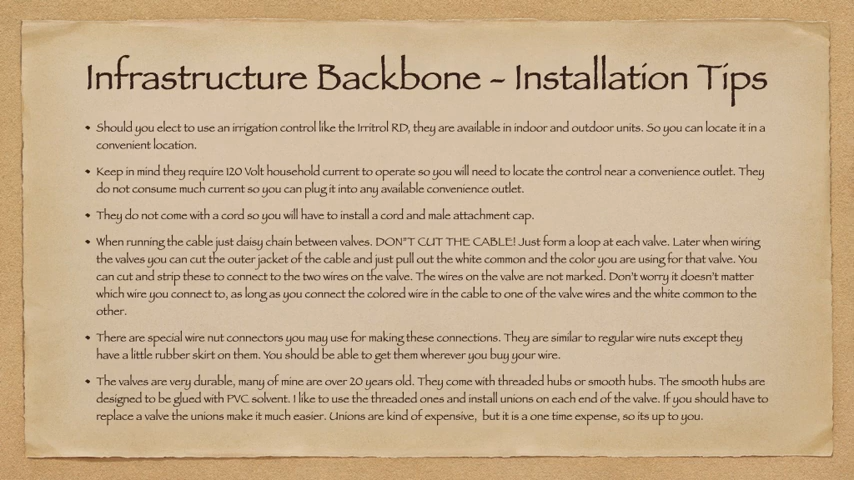 Infrastructure Backbone ~ Installation Tips
• Should you elect to use an irrigation control like the Irritrol RD, they are available in indoor and outdoor units. So you can locate it in a
convenient location.
• Keep in mind they require 120 Volt household current to operate so you will need to locate the control near a convenience outlet. They
do not consume much current so you can plug it into any available convenience outlet.
• They do not come with a cord so you will have to install a cord and male attachment cap.
• When running the cable just daisy chain between valves. DON"T CUT THE CABLE! Just form a loop at each valve. Later when wiring
the valves you can cut the outer jacket of the cable and just pull out the white common and the color you are using for that valve. You
can cut and strip these to connect to the two wires on the valve. The wires on the valve are not marked. Don't worry it doesn't matter
which wire you connect to, as long as you connect the colored wire in the cable to one of the valve wires and the white common to the
other.
• There are special wire nut connectors you may use for making these connections. They are similar to regular wire nuts except they
have a little rubber skirt on them. You should be able to get them wherever you buy your wire.
• The valves are very durable, many of mine are over 20 years old. They come with threaded hubs or smooth hubs. The smooth hubs are
designed to be glued with PVC solvent. I like to use the threaded ones and install unions on each end of the valve. If you should have to
replace a valve the unions make it much easier. Unions are kind of expensive, but it is a one time expense, so its up to you.